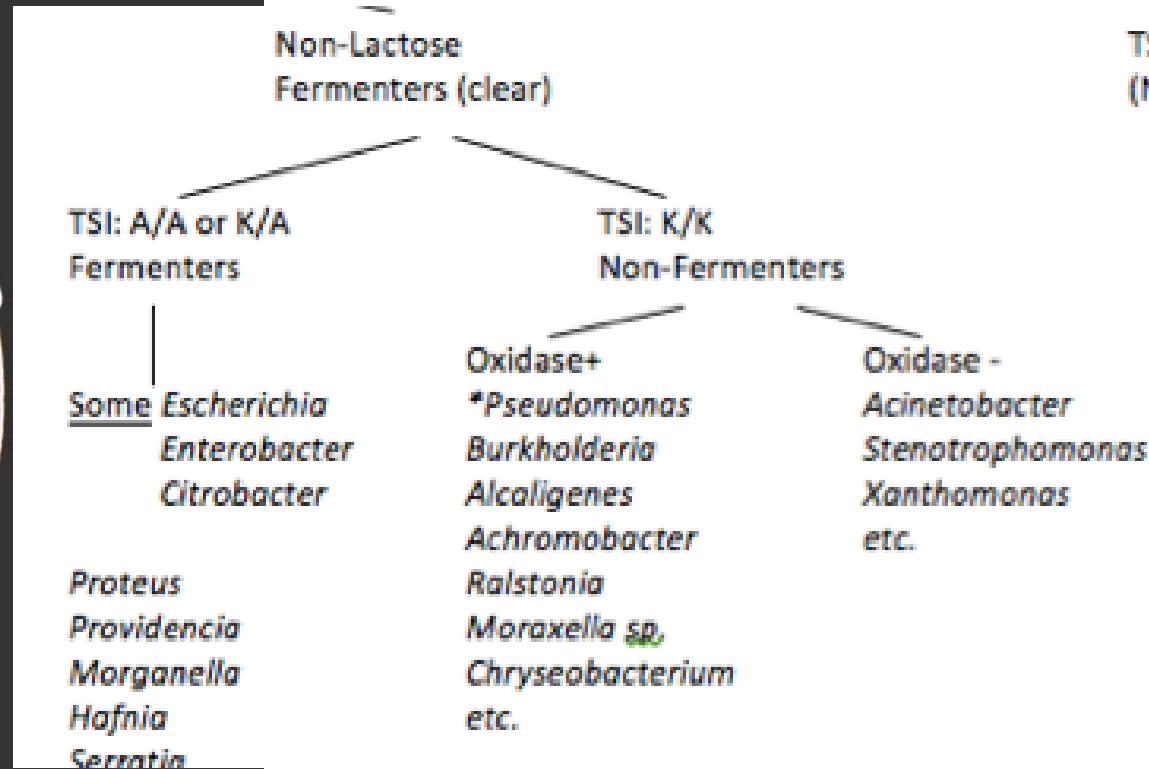 Non-Lactose
Fermenters (clear)
TSI: A/A or K/A
Fermenters
TSI: K/K
Non-Fermenters
Some Escherichia
Enterobacter
Citrobacter
Proteus
Providencia
Morganella
Hafnia
Serratia
Oxidase+
*Pseudomonas
Burkholderia
Alcaligenes
Achromobacter
Ralstonia
Moraxella sp.
Chryseobacterium
etc.
Oxidase -
Acinetobacter
Stenotrophomonas
Xanthomonas
etc.